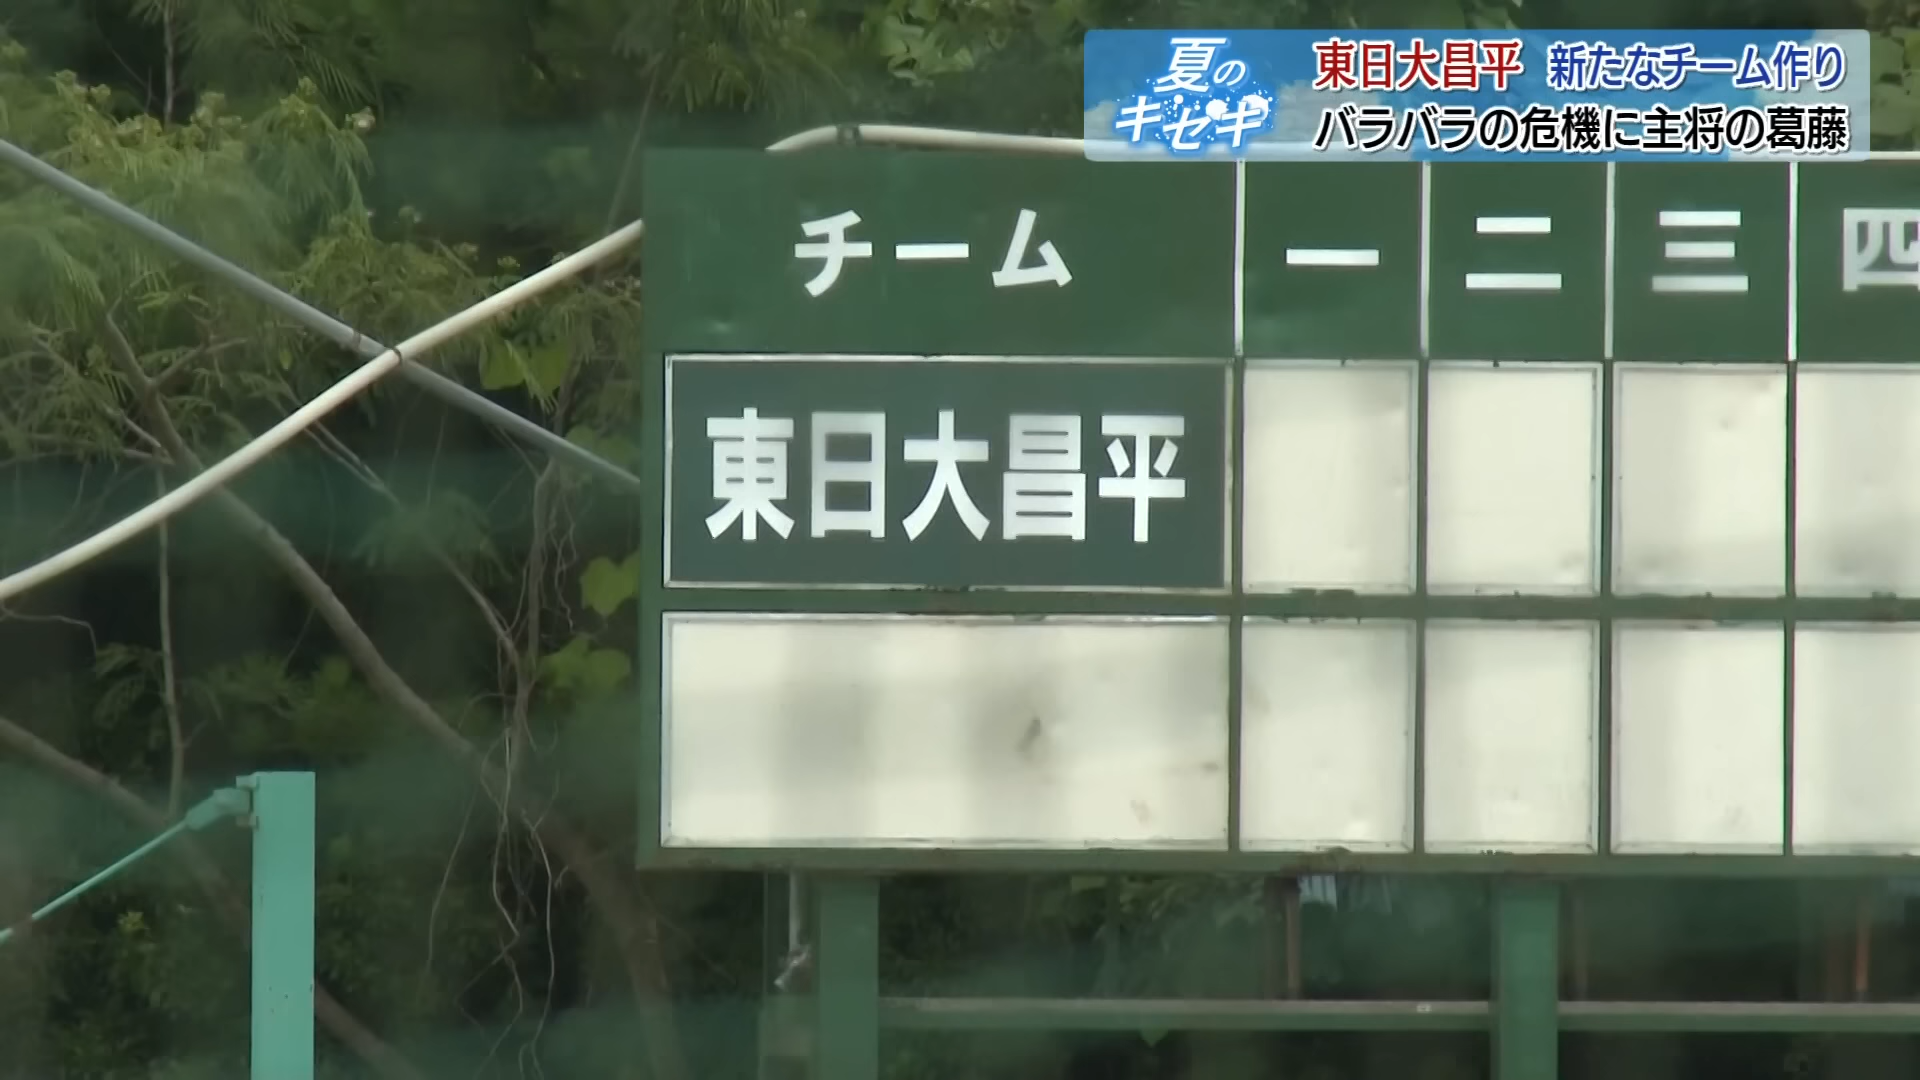 夏の
キセキ
東日大昌平 新たなチーム作り
バラバラの危機に主将の葛藤
チーム 一 二 三 四
東日大昌平